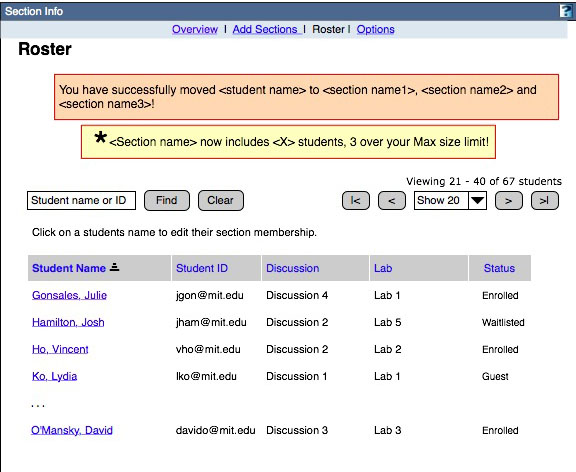 Section Info ?
Overview | Add Sections | Roster | Options
Roster
You have successfully moved <student name> to <section name1>, <section name2> and
<section name3>!
*<Section name> now includes <X> students, 3 over your Max size limit!
Viewing 21 - 40 of 67 students
Student name or ID Find Clear |< < Show 20 > >|
Click on a students name to edit their section membership.
Student Name Student ID Discussion Lab Status
Gonsales, Julie jgon@mit.edu Discussion 4 Lab 1 Enrolled
Hamilton, Josh jham@mit.edu Discussion 2 Lab 5 Waitlisted
Ho, Vincent vho@mit.edu Discussion 2 Lab 2 Enrolled
Ko, Lydia lko@mit.edu Discussion 1 Lab 1 Guest
. . .
O'Mansky, David davido@mit.edu Discussion 3 Lab 3 Enrolled